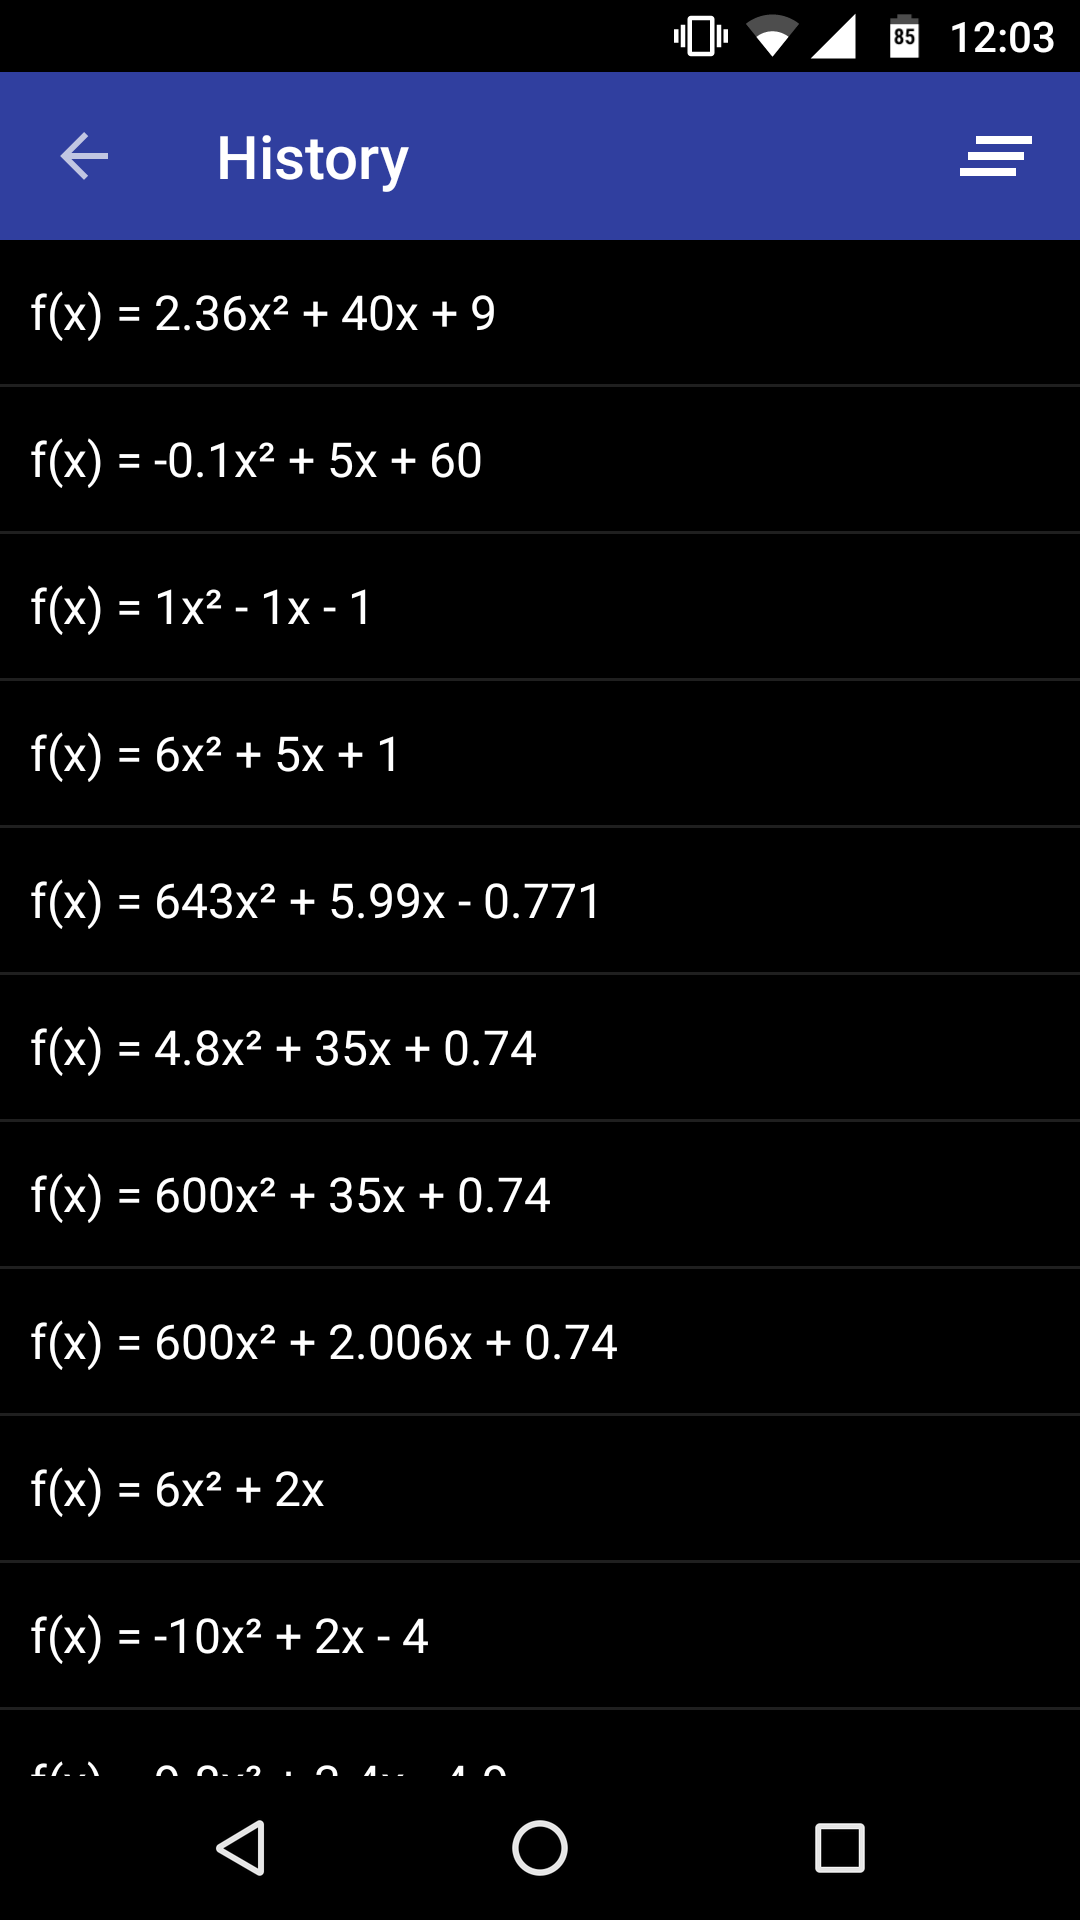 85 12:03
History
f(x) = 2.36x² + 40x + 9
f(x) = -0.1x² + 5x + 60
f(x) = 1x² - 1x - 1
f(x) = 6x² + 5x + 1
f(x) = 643x² + 5.99x - 0.771
f(x) = 4.8x² + 35x + 0.74
f(x) = 600x² + 35x + 0.74
f(x) = 600x² + 2.006x + 0.74
f(x) = 6x² + 2x
f(x) = -10x² + 2x - 4